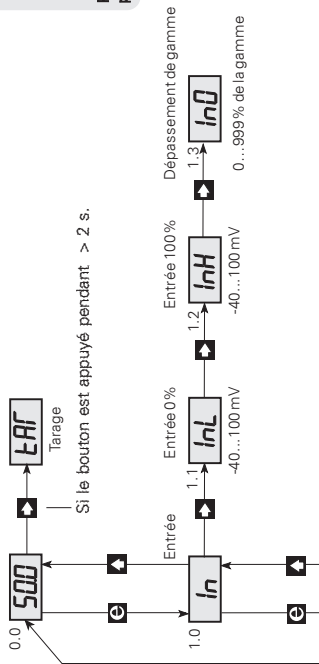 0.0
50.0
tAr
Tarage
Si le bouton est appuyé pendant > 2 s.
e
1.0
In
Entrée
1.1
InL
Entrée 0%
-40...100 mV
1.2
InH
Entrée 100%
-40...100 mV
1.3
InO
Dépassement de gamme
0...999% de la gamme
e